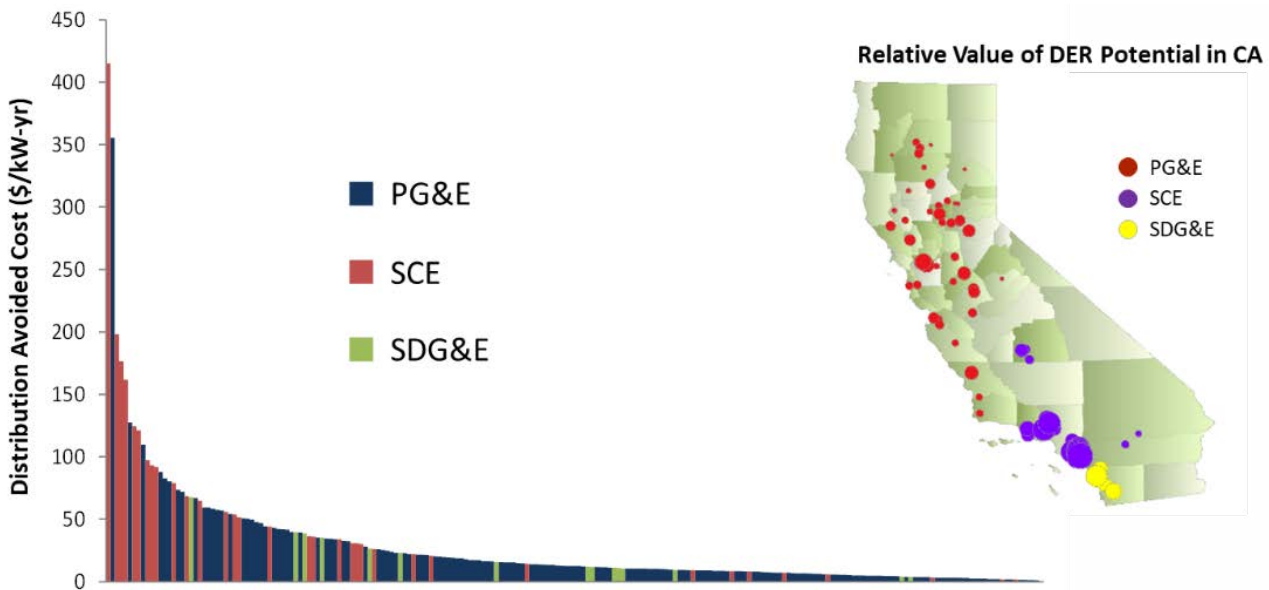 450
400
350
300
250
200
150
100
50
0
Distribution Avoided Cost ($/kW-yr)
PG&E
SCE
SDG&E
Relative Value of DER Potential in CA
PG&E
SCE
SDG&E